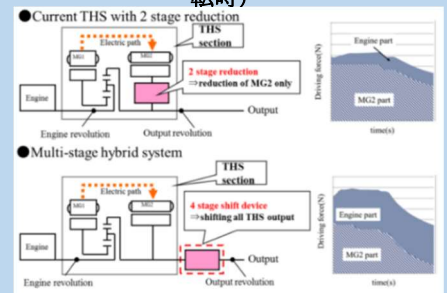 転時）
●Current THS with 2 stage reduction
THS
section
Electric path
MG1
MG2
2 stage reduction
⇒reduction of MG2 only
Engine
Output
Engine revolution
Output revolution
Driving force(N)
Engine part
MG2 part
time(s)
●Multi-stage hybrid system
THS
section
Electric path
MG1
MG2
4 stage shift device
⇒shifting all THS output
Engine
Output
Engine revolution
Output revolution
Driving force(N)
Engine part
MG2 part
time(s)